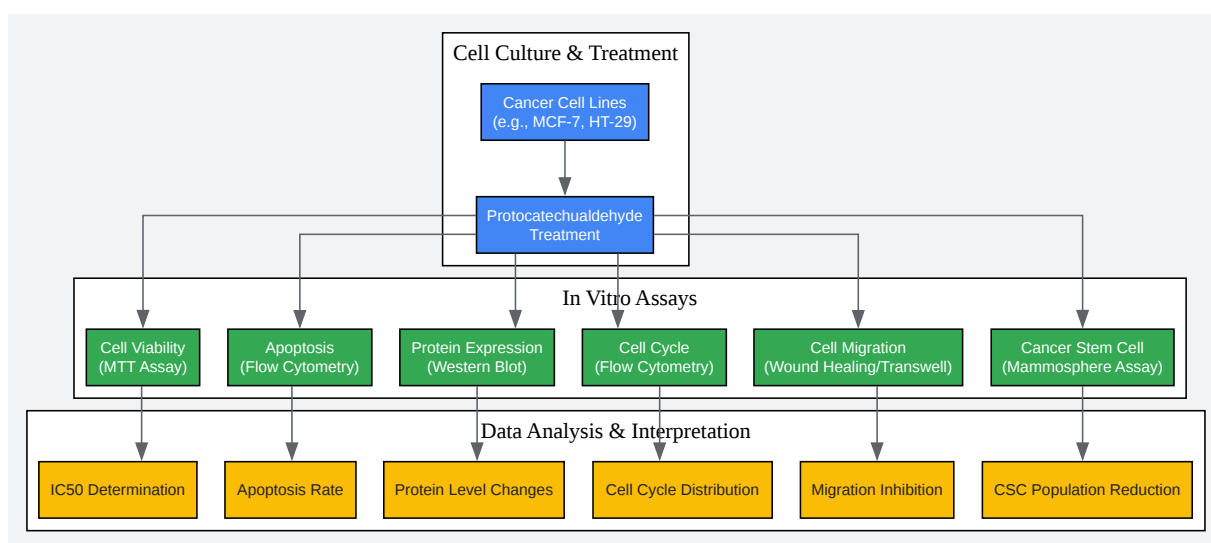 Cell Culture & Treatment
Cancer Cell Lines
(e.g., MCF-7, HT-29)
Protocatechualdehyde
Treatment
In Vitro Assays
Cell Viability
(MTT Assay)
Apoptosis
(Flow Cytometry)
Protein Expression
(Western Blot)
Cell Cycle
(Flow Cytometry)
Cell Migration
(Wound Healing/Transwell)
Cancer Stem Cell
(Mammosphere Assay)
Data Analysis & Interpretation
IC50 Determination
Apoptosis Rate
Protein Level Changes
Cell Cycle Distribution
Migration Inhibition
CSC Population Reduction